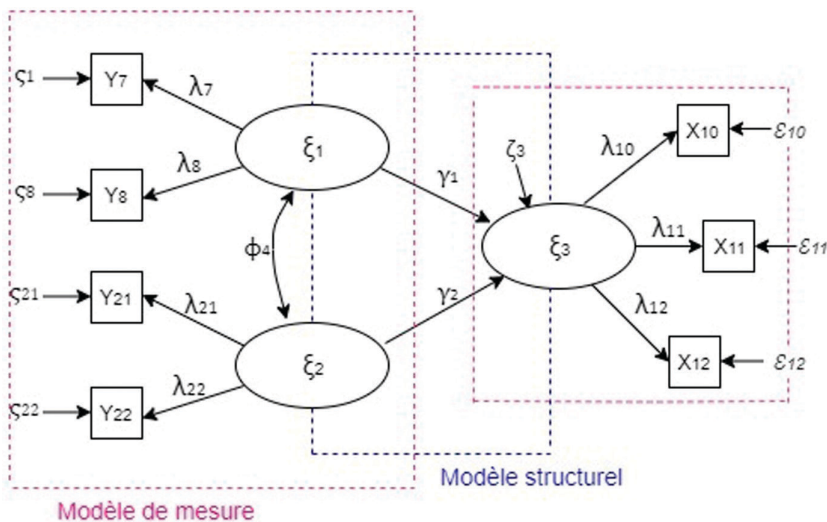 ς1 Y7 λ7
ς8 Y8 λ8
ξ1
ς21 Y21 λ21
ς22 Y22 λ22
ξ2
ϕ4
γ1
γ2
ζ3
ξ3
λ10 X10 ε10
λ11 X11 ε11
λ12 X12 ε12
Modèle structurel
Modèle de mesure